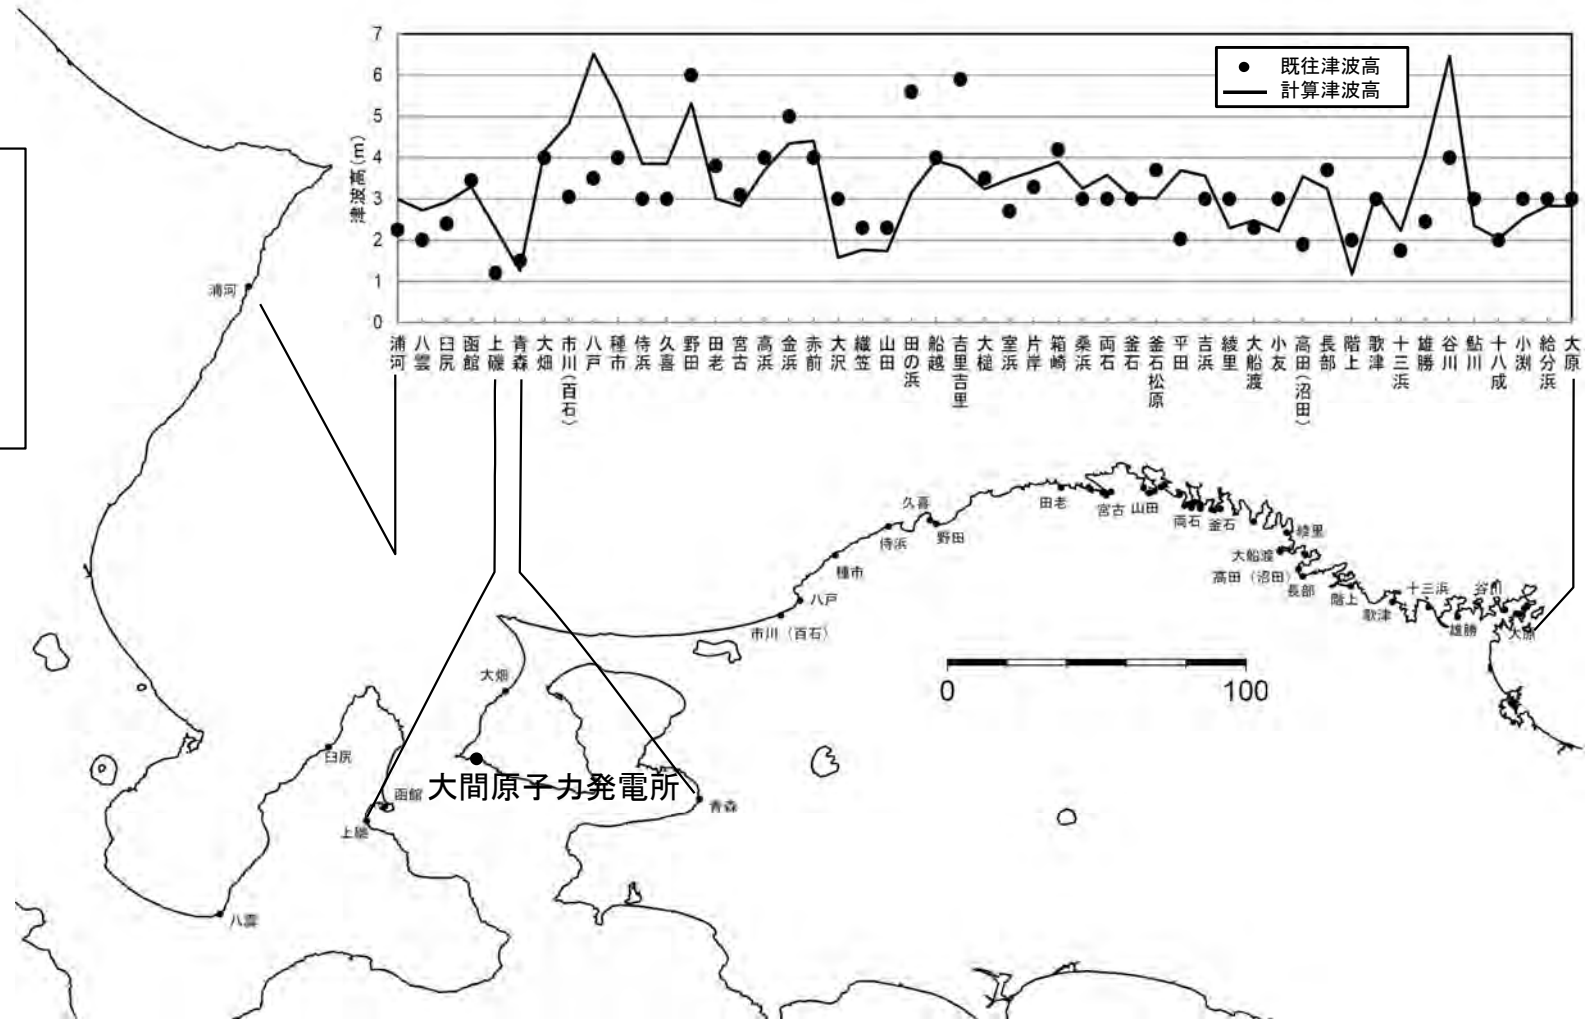 7
6
5
4
3
2
1
0
津波高(m)
既往津波高
計算津波高
浦河
八雲
臼尻
函館
上磯
青森
大畑
市川(百石)
八戸
種市
侍浜
久喜
野田
田老
宮古
高浜
金浜
赤前
大沢
織笠
山田
田の浜
船越
吉里吉里
大槌
室浜
片岸
箱崎
桑浜
両石
釜石
釜石松原
平田
吉浜
綾里
大船渡
小友
高田(沼田)
長部
階上
歌津
十三浜
雄勝
谷川
鮎川
十八成
小渕
給分浜
大原
浦河
久喜
野田
侍浜
種市
八戸
市川(百石)
田老
宮古
山田
両石
釜石
綾里
大船渡
高田(沼田)
長部
階上
歌津
十三浜
雄勝
谷川
大原
0 100
大畑
臼尻
函館
大間原子力発電所
上磯
青森
八雲